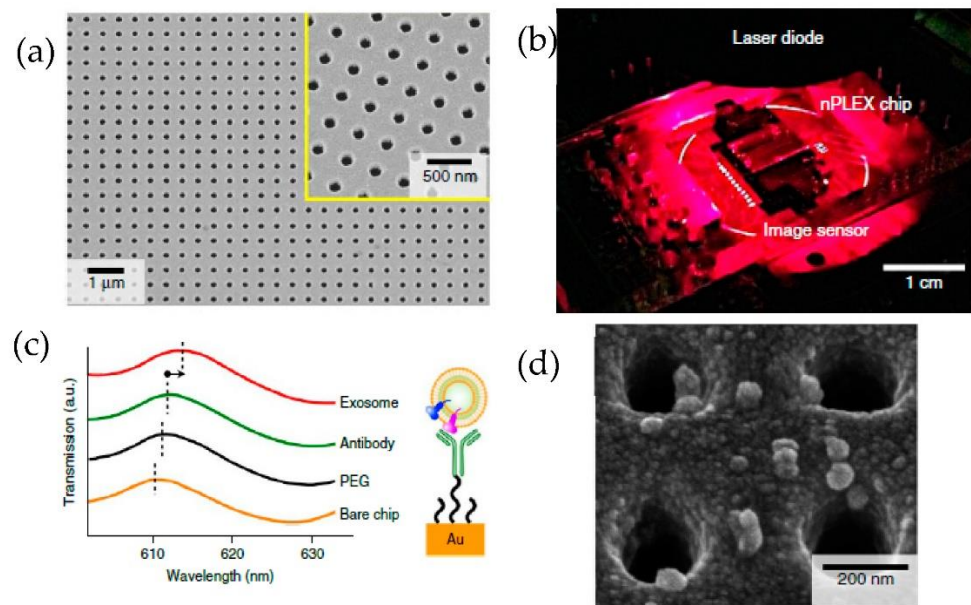 (a)
500 nm
1 μm
(b)
Laser diode
nPLEX chip
Image sensor
1 cm
(c)
Transmission (a.u.)
Exosome
Antibody
PEG
Bare chip
610
620
630
Wavelength (nm)
Au
(d)
200 nm